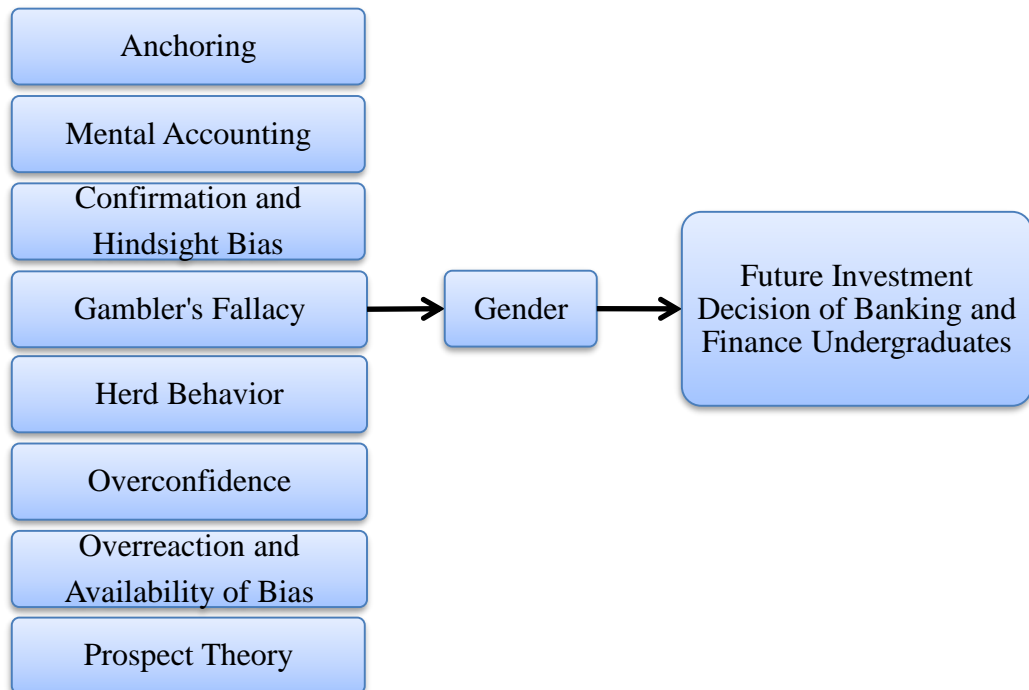 Anchoring
Mental Accounting
Confirmation and
Hindsight Bias
Gambler's Fallacy
Herd Behavior
Overconfidence
Overreaction and
Availability of Bias
Prospect Theory
Gender
Future Investment
Decision of Banking and
Finance Undergraduates